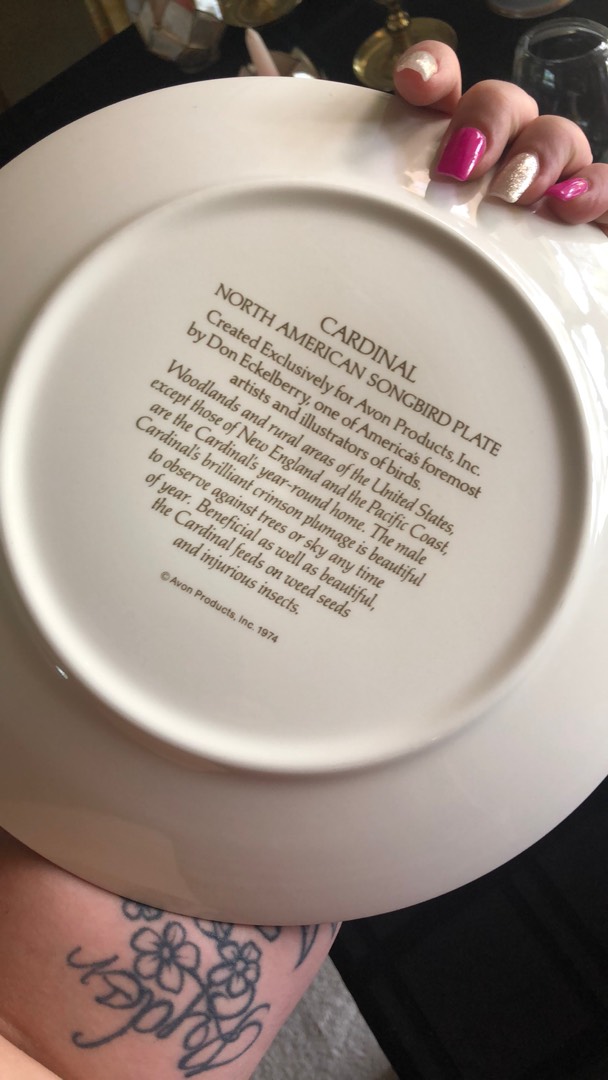 CARDINAL
NORTH AMERICAN SONGBIRD PLATE
Created Exclusively for Avon Products, Inc.
by Don Eckelberry, one of America's foremost
artists and illustrators of birds.
Woodlands and rural areas of the United States,
except those of New England and the Pacific Coast,
are the Cardinal's year-round home. The male
Cardinal's brilliant crimson plumage is beautiful
to observe against trees or sky any time
of year. Beneficial as well as beautiful,
the Cardinal feeds on weed seeds
and injurious insects.
© Avon Products, Inc. 1974